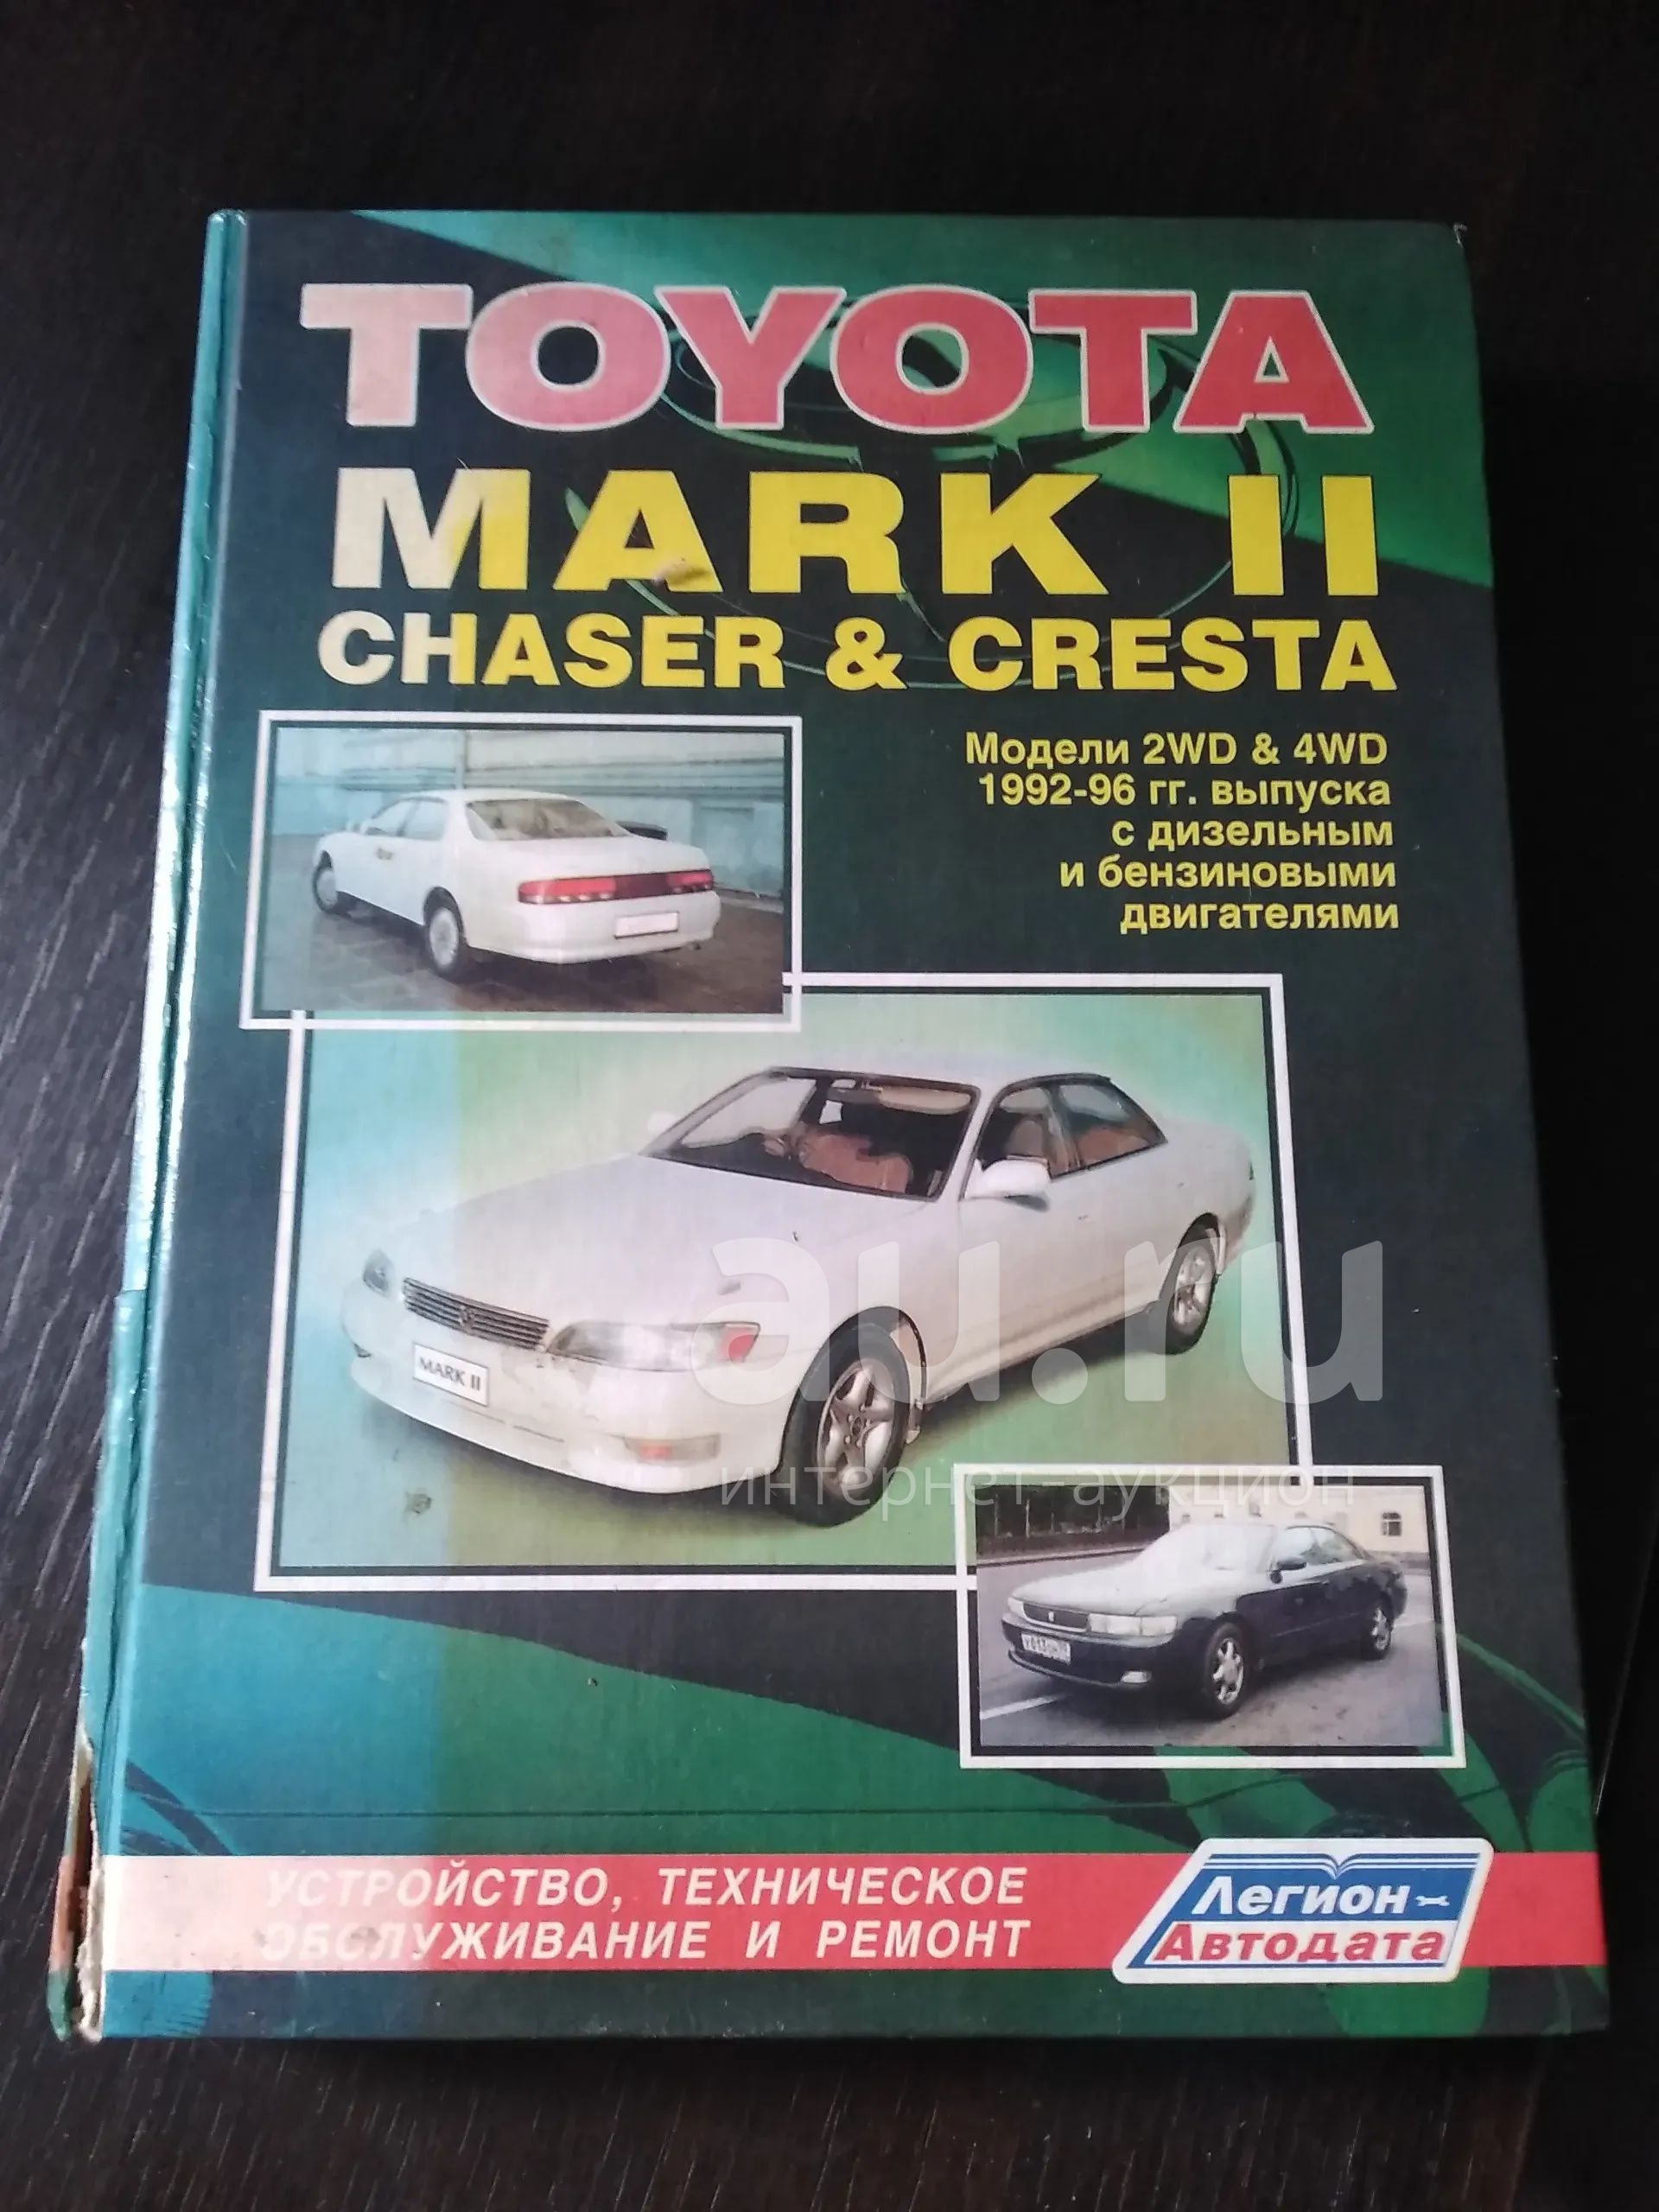 TOYOTA
MARK II
CHASER & CRESTA
Модели 2WD & 4WD
1992-96 гг. выпуска
с дизельным
и бензиновыми
двигателями
MARK II
au.ru
интернет-аукцион
УСТРОЙСТВО, ТЕХНИЧЕСКОЕ
ОБСЛУЖИВАНИЕ И РЕМОНТ
Легион-
Автодата